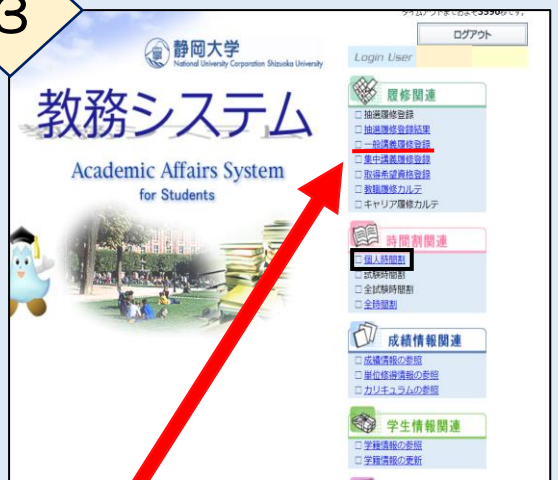 3
タイムアウトまでおよそ3596秒です。
ログアウト
静岡大学
National University Corporation Shizuoka University
Login User
教務システム
Academic Affairs System
for Students
履修関連
抽選履修登録
抽選履修登録結果
一般講義履修登録
集中講義履修登録
取得希望資格登録
教職履修カルテ
キャリア履修カルテ
時間割関連
個人時間割
試験時間割
全試験時間割
全時間割
成績情報関連
成績情報の参照
単位修得情報の参照
カリキュラムの参照
学生情報関連
学籍情報の参照
学籍情報の更新